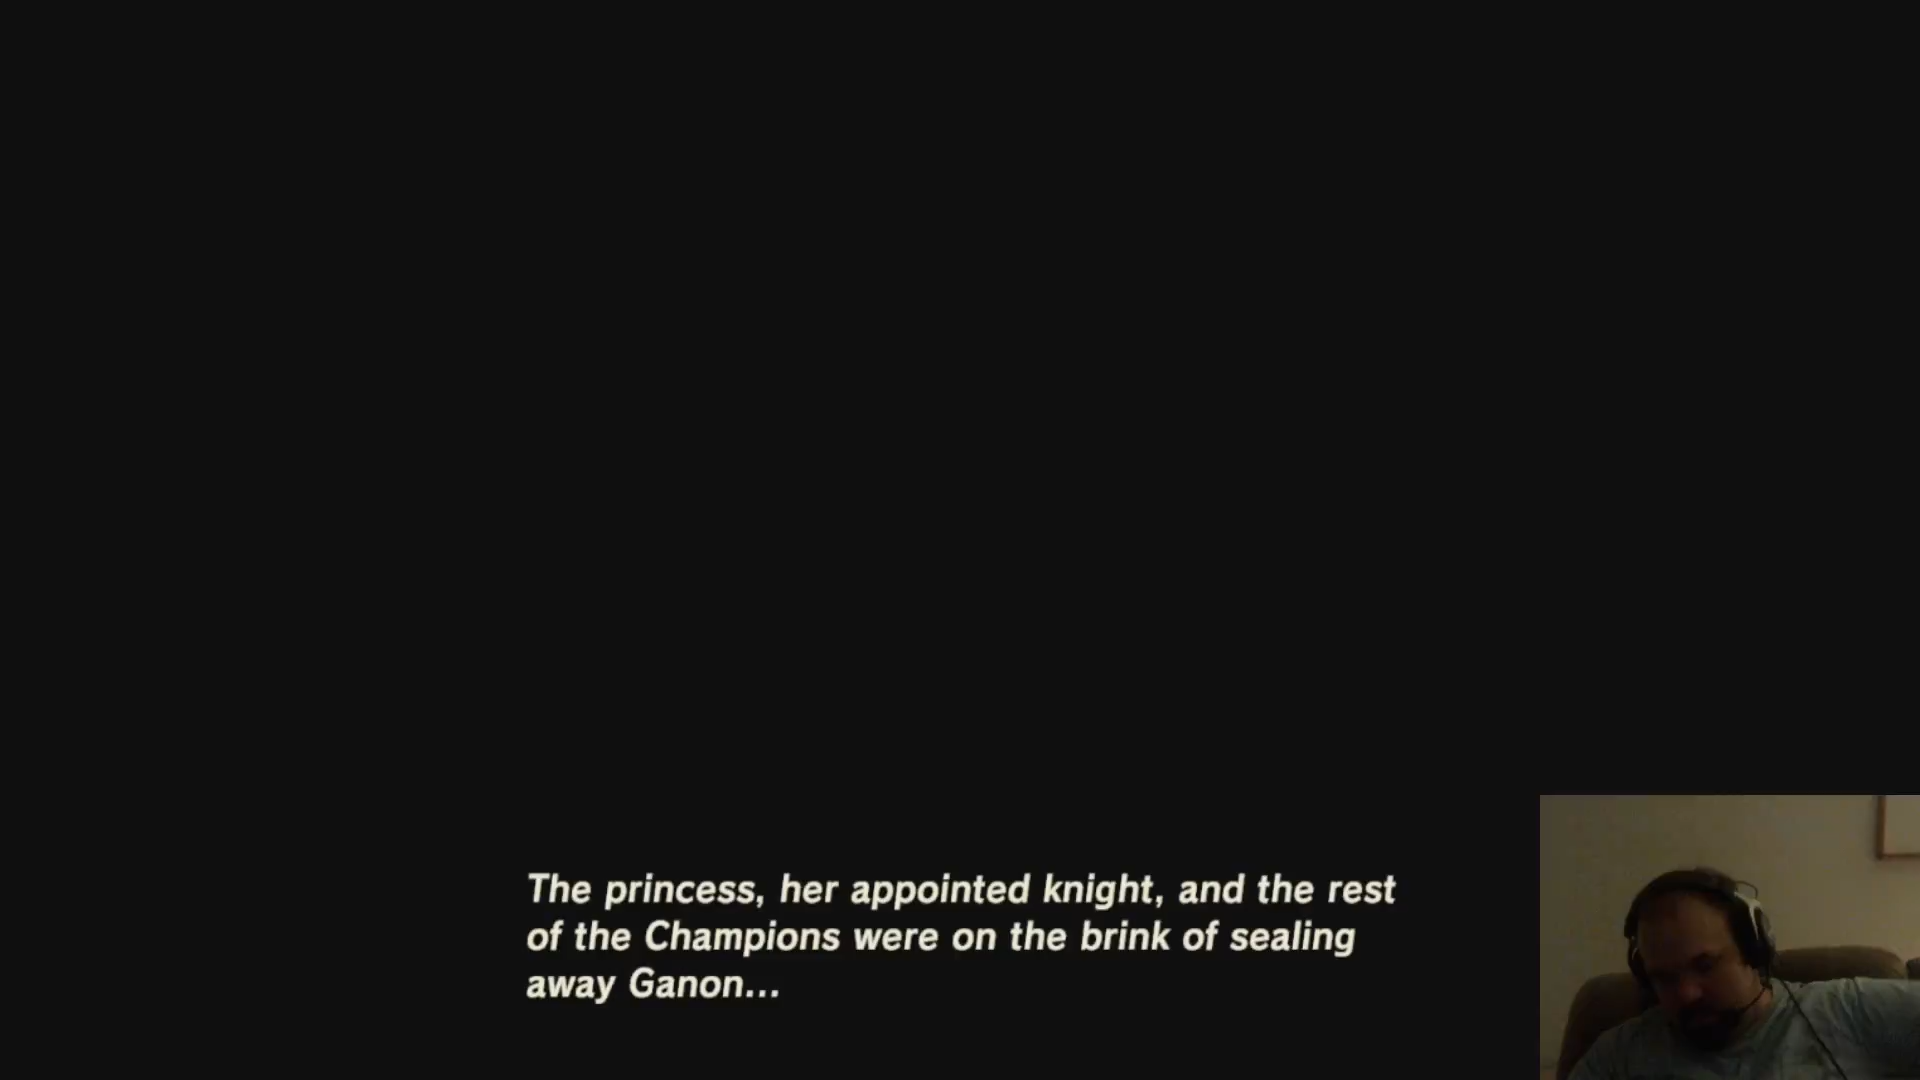 The princess, her appointed knight, and the rest
of the Champions were on the brink of sealing
away Ganon...